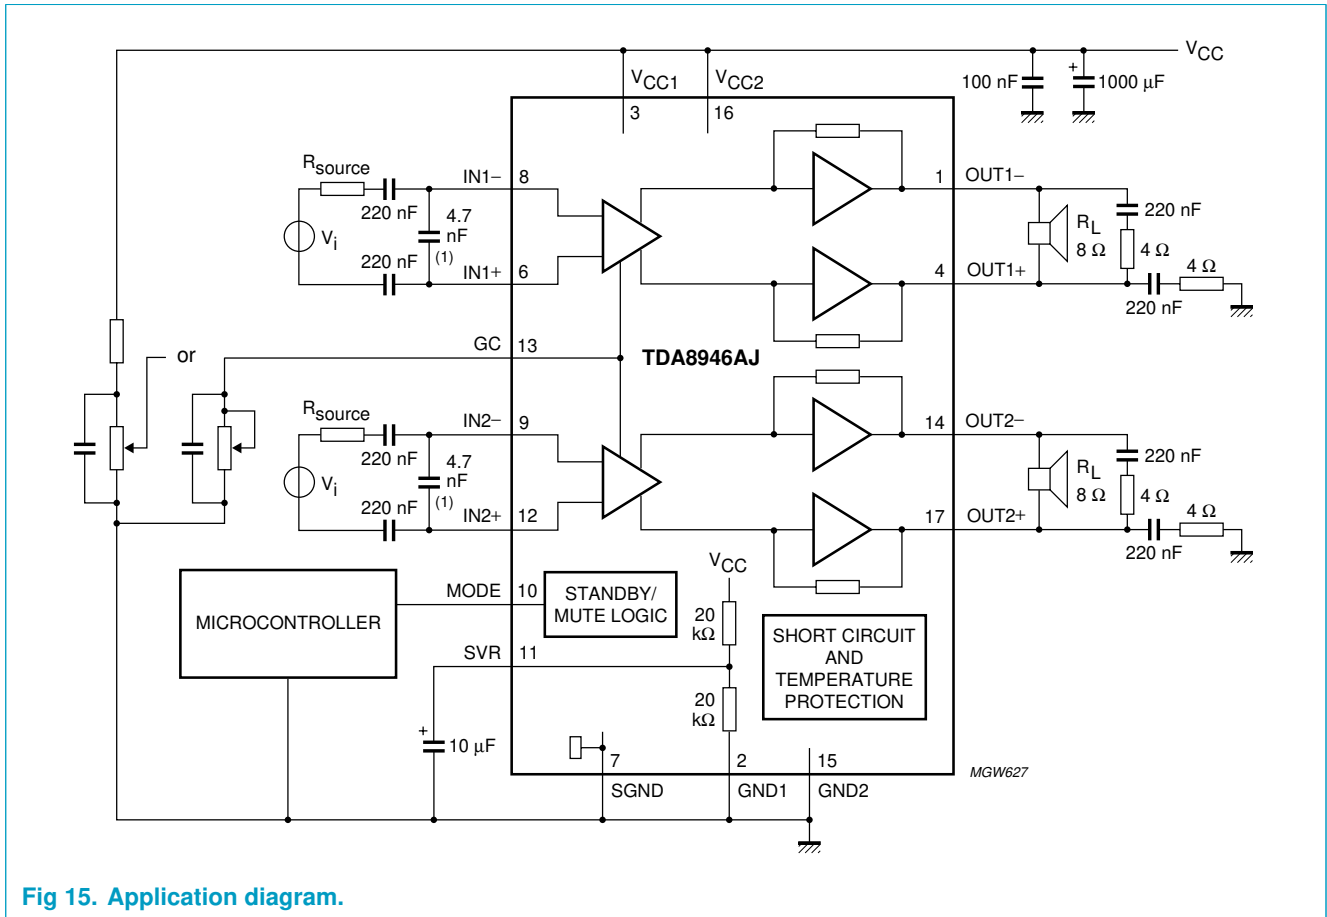 VCC
VCC1
3
VCC2
16
100 nF
+
1000 μF
Rsource
220 nF
Vi
220 nF
4.7
nF
(1)
IN1−
8
IN1+
6
1
OUT1−
4
OUT1+
RL
8 Ω
220 nF
4 Ω
4 Ω
220 nF
or
GC
13
TDA8946AJ
Rsource
220 nF
Vi
220 nF
4.7
nF
(1)
IN2−
9
IN2+
12
14
OUT2−
17
OUT2+
RL
8 Ω
220 nF
4 Ω
4 Ω
220 nF
MICROCONTROLLER
MODE
10
STANDBY/
MUTE LOGIC
VCC
20
kΩ
20
kΩ
SHORT CIRCUIT
AND
TEMPERATURE
PROTECTION
SVR
11
+
10 μF
7
SGND
2
GND1
15
GND2
MGW627
Fig 15. Application diagram.